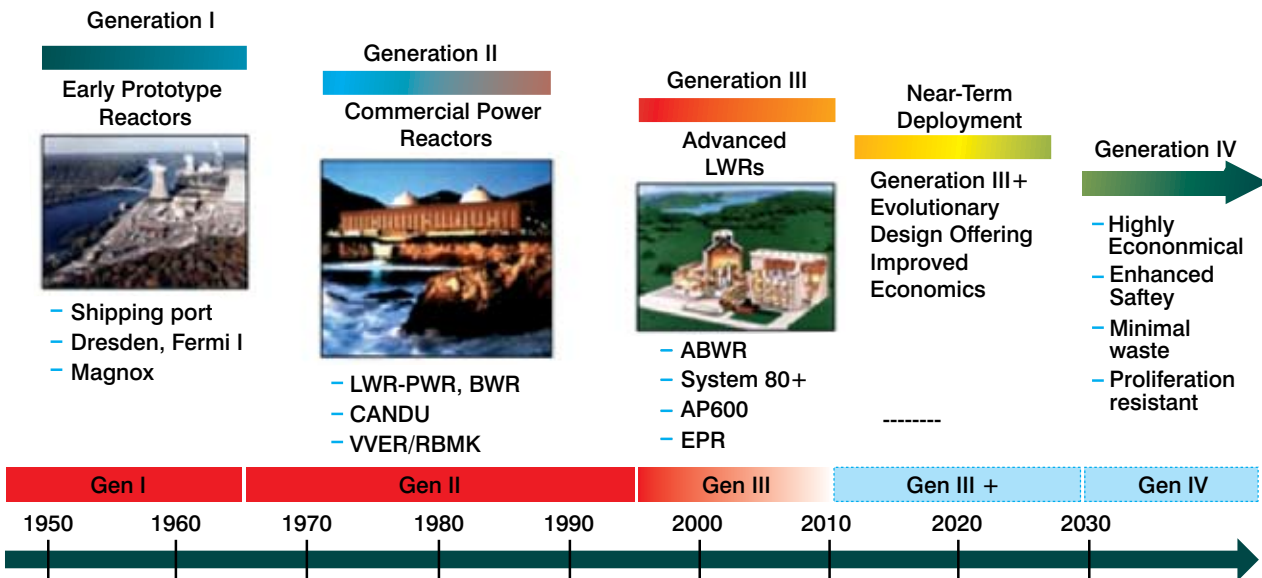 Generation I
Early Prototype
Reactors
– Shipping port
– Dresden, Fermi I
– Magnox
Generation II
Commercial Power
Reactors
– LWR-PWR, BWR
– CANDU
– VVER/RBMK
Generation III
Advanced
LWRs
– ABWR
– System 80+
– AP600
– EPR
Near-Term
Deployment
Generation III+
Evolutionary
Design Offering
Improved
Economics
--------
Generation IV
– Highly
Econonmical
– Enhanced
Saftey
– Minimal
waste
– Proliferation
resistant
Gen I
Gen II
Gen III
Gen III +
Gen IV
1950
1960
1970
1980
1990
2000
2010
2020
2030